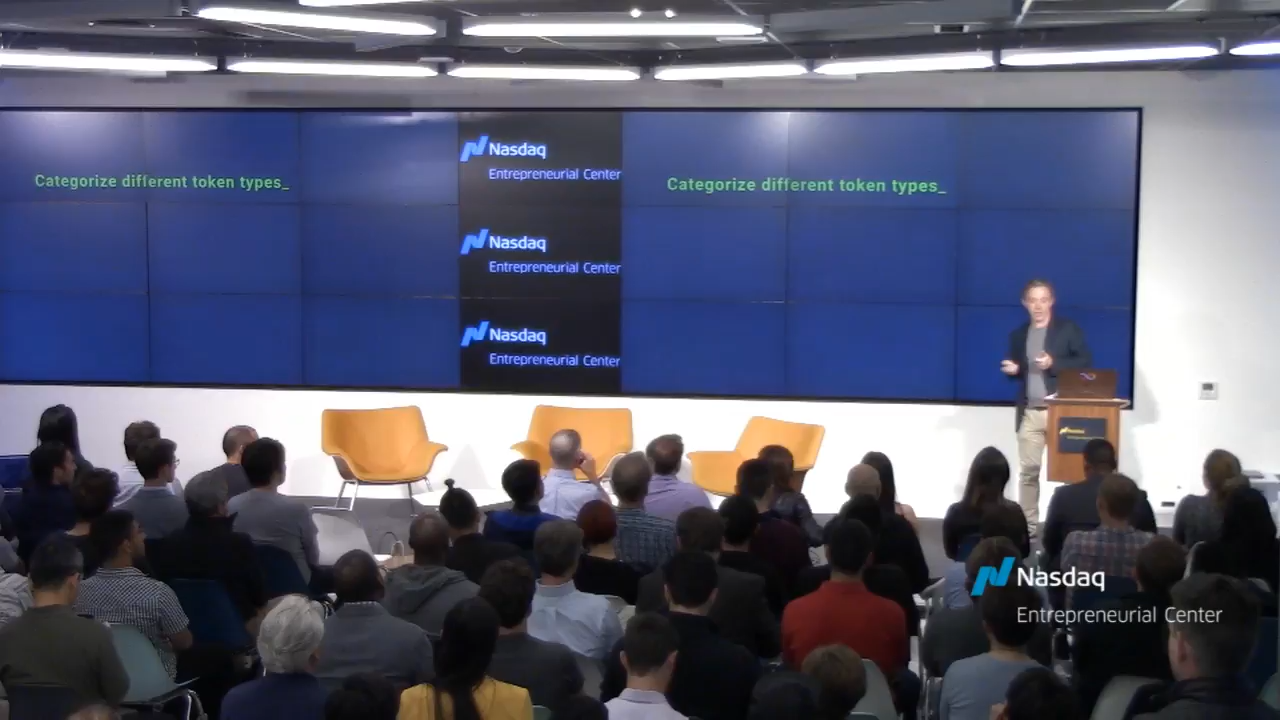 Categorize different token types_
Nasdaq
Entrepreneurial Center
Nasdaq
Entrepreneurial Center
Nasdaq
Entrepreneurial Center
Categorize different token types_
Nasdaq
Entrepreneurial Center